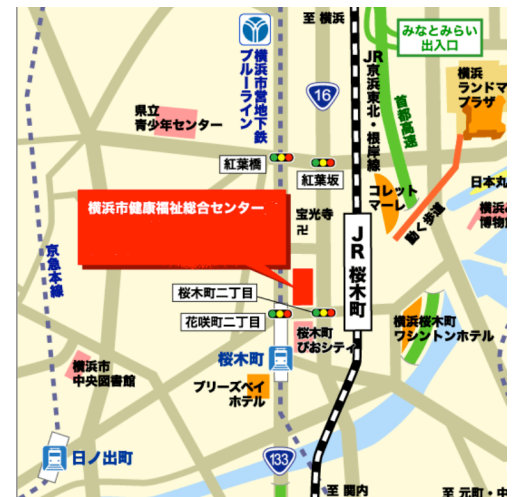 至 横浜
みなとみらい
出入口
横浜市営地下鉄
ブルーライン
16
JR京浜東北・根岸線
首都高速
横浜
ランドマ
プラザ
県立
青少年センター
紅葉橋
紅葉坂
コレット
マーレ
日本丸
横浜
博物
動く歩道
横浜市健康福祉総合センター
宝光寺
卍
JR 桜木町
京急本線
桜木町二丁目
花咲町二丁目
桜木町
ぴおシティ
横浜桜木町
ワシントンホテル
桜木町
横浜市
中央図書館
ブリーズベイ
ホテル
日ノ出町
133
至 関内
至 元町・中